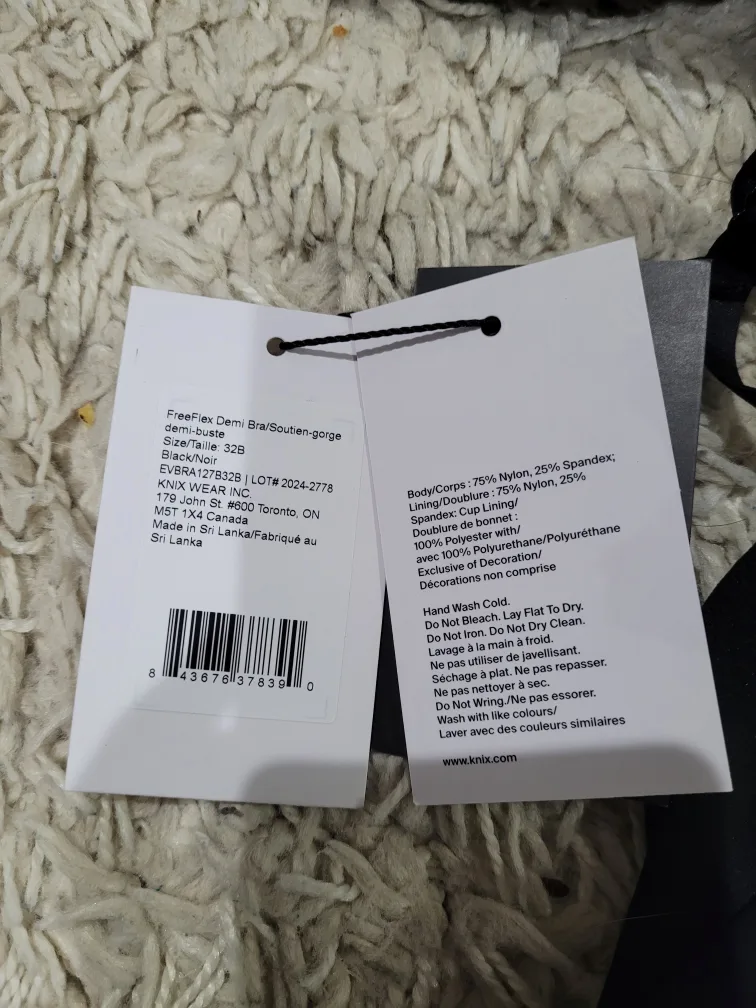 FreeFlex Demi Bra/Soutien-gorge
demi-buste
Size/Taille: 32B
Black/Noir
EVBRA127B32B | LOT# 2024-2778
KNIX WEAR INC.
179 John St. #600 Toronto, ON
M5T 1X4 Canada
Made in Sri Lanka/Fabriqué au
Sri Lanka
8 43676 37839 0
Body/Corps : 75% Nylon, 25% Spandex;
Lining/Doublure : 75% Nylon, 25%
Spandex: Cup Lining/
Doublure de bonnet :
100% Polyester with/
avec 100% Polyurethane/Polyuréthane
Exclusive of Decoration/
Décorations non comprise
Hand Wash Cold.
Do Not Bleach. Lay Flat To Dry.
Do Not Iron. Do Not Dry Clean.
Lavage à la main à froid.
Ne pas utiliser de javellisant.
Séchage à plat. Ne pas repasser.
Ne pas nettoyer à sec.
Do Not Wring./Ne pas essorer.
Wash with like colours/
Laver avec des couleurs similaires
www.knix.com